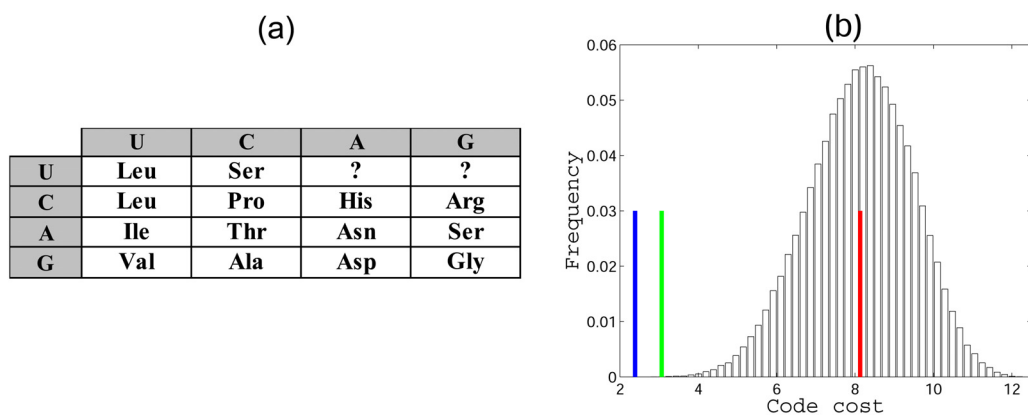 (a)
U C A G
U Leu Ser ? ?
C Leu Pro His Arg
A Ile Thr Asn Ser
G Val Ala Asp Gly
(b)
0.06
0.05
0.04
0.03
0.02
0.01
0
Frequency
2 4 6 8 10 12
Code cost